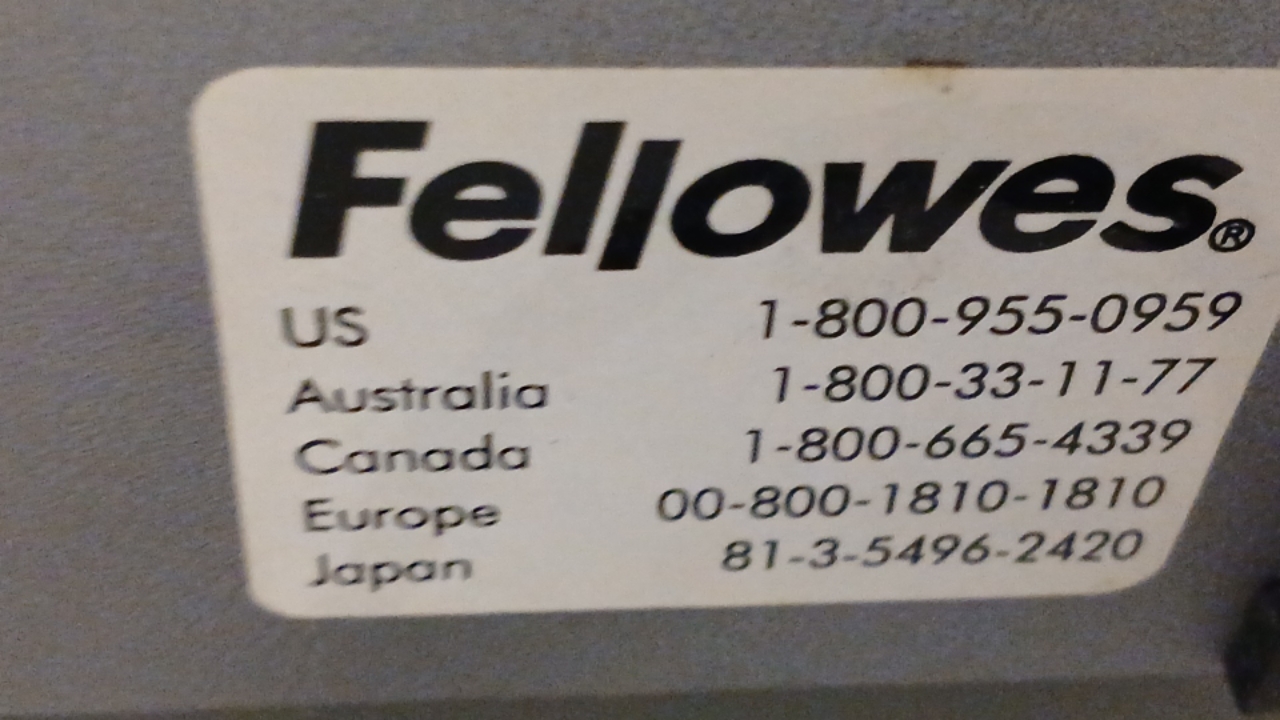 Fellowes®
US 1-800-955-0959
Australia 1-800-33-11-77
Canada 1-800-665-4339
Europe 00-800-1810-1810
Japan 81-3-5496-2420